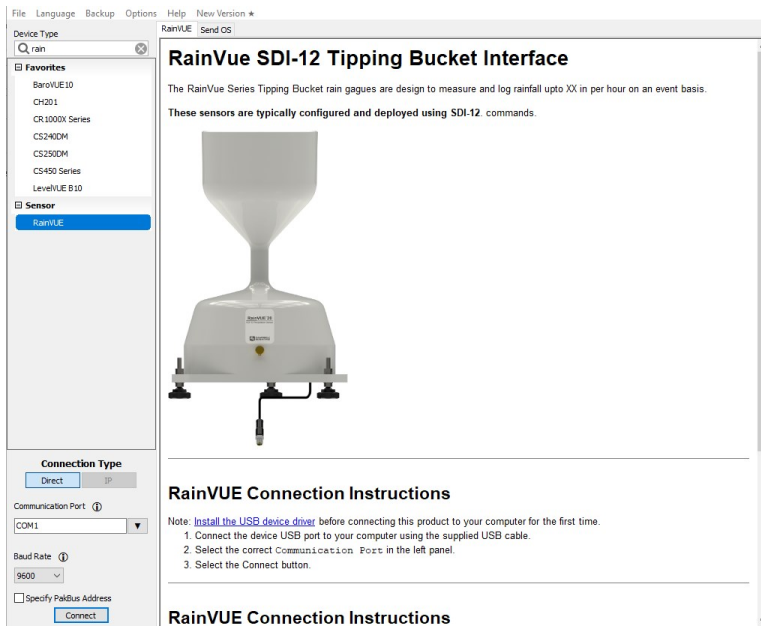 File Language Backup Options Help New Version ★
Device Type
rain
Favorites
BaroVUE10
CH201
CR1000X Series
CS240DM
CS250DM
CS450 Series
LevelVUE B10
Sensor
RainVUE
Connection Type
Direct IP
Communication Port
COM1
Baud Rate
9600
Specify PakBus Address
Connect
RainVUE Send OS
RainVue SDI-12 Tipping Bucket Interface
The RainVue Series Tipping Bucket rain gagues are design to measure and log rainfall upto XX in per hour on an event basis.
These sensors are typically configured and deployed using SDI-12. commands.
RainVUE Connection Instructions
Note: Install the USB device driver before connecting this product to your computer for the first time.
1. Connect the device USB port to your computer using the supplied USB cable.
2. Select the correct Communication Port in the left panel.
3. Select the Connect button.
RainVUE Connection Instructions